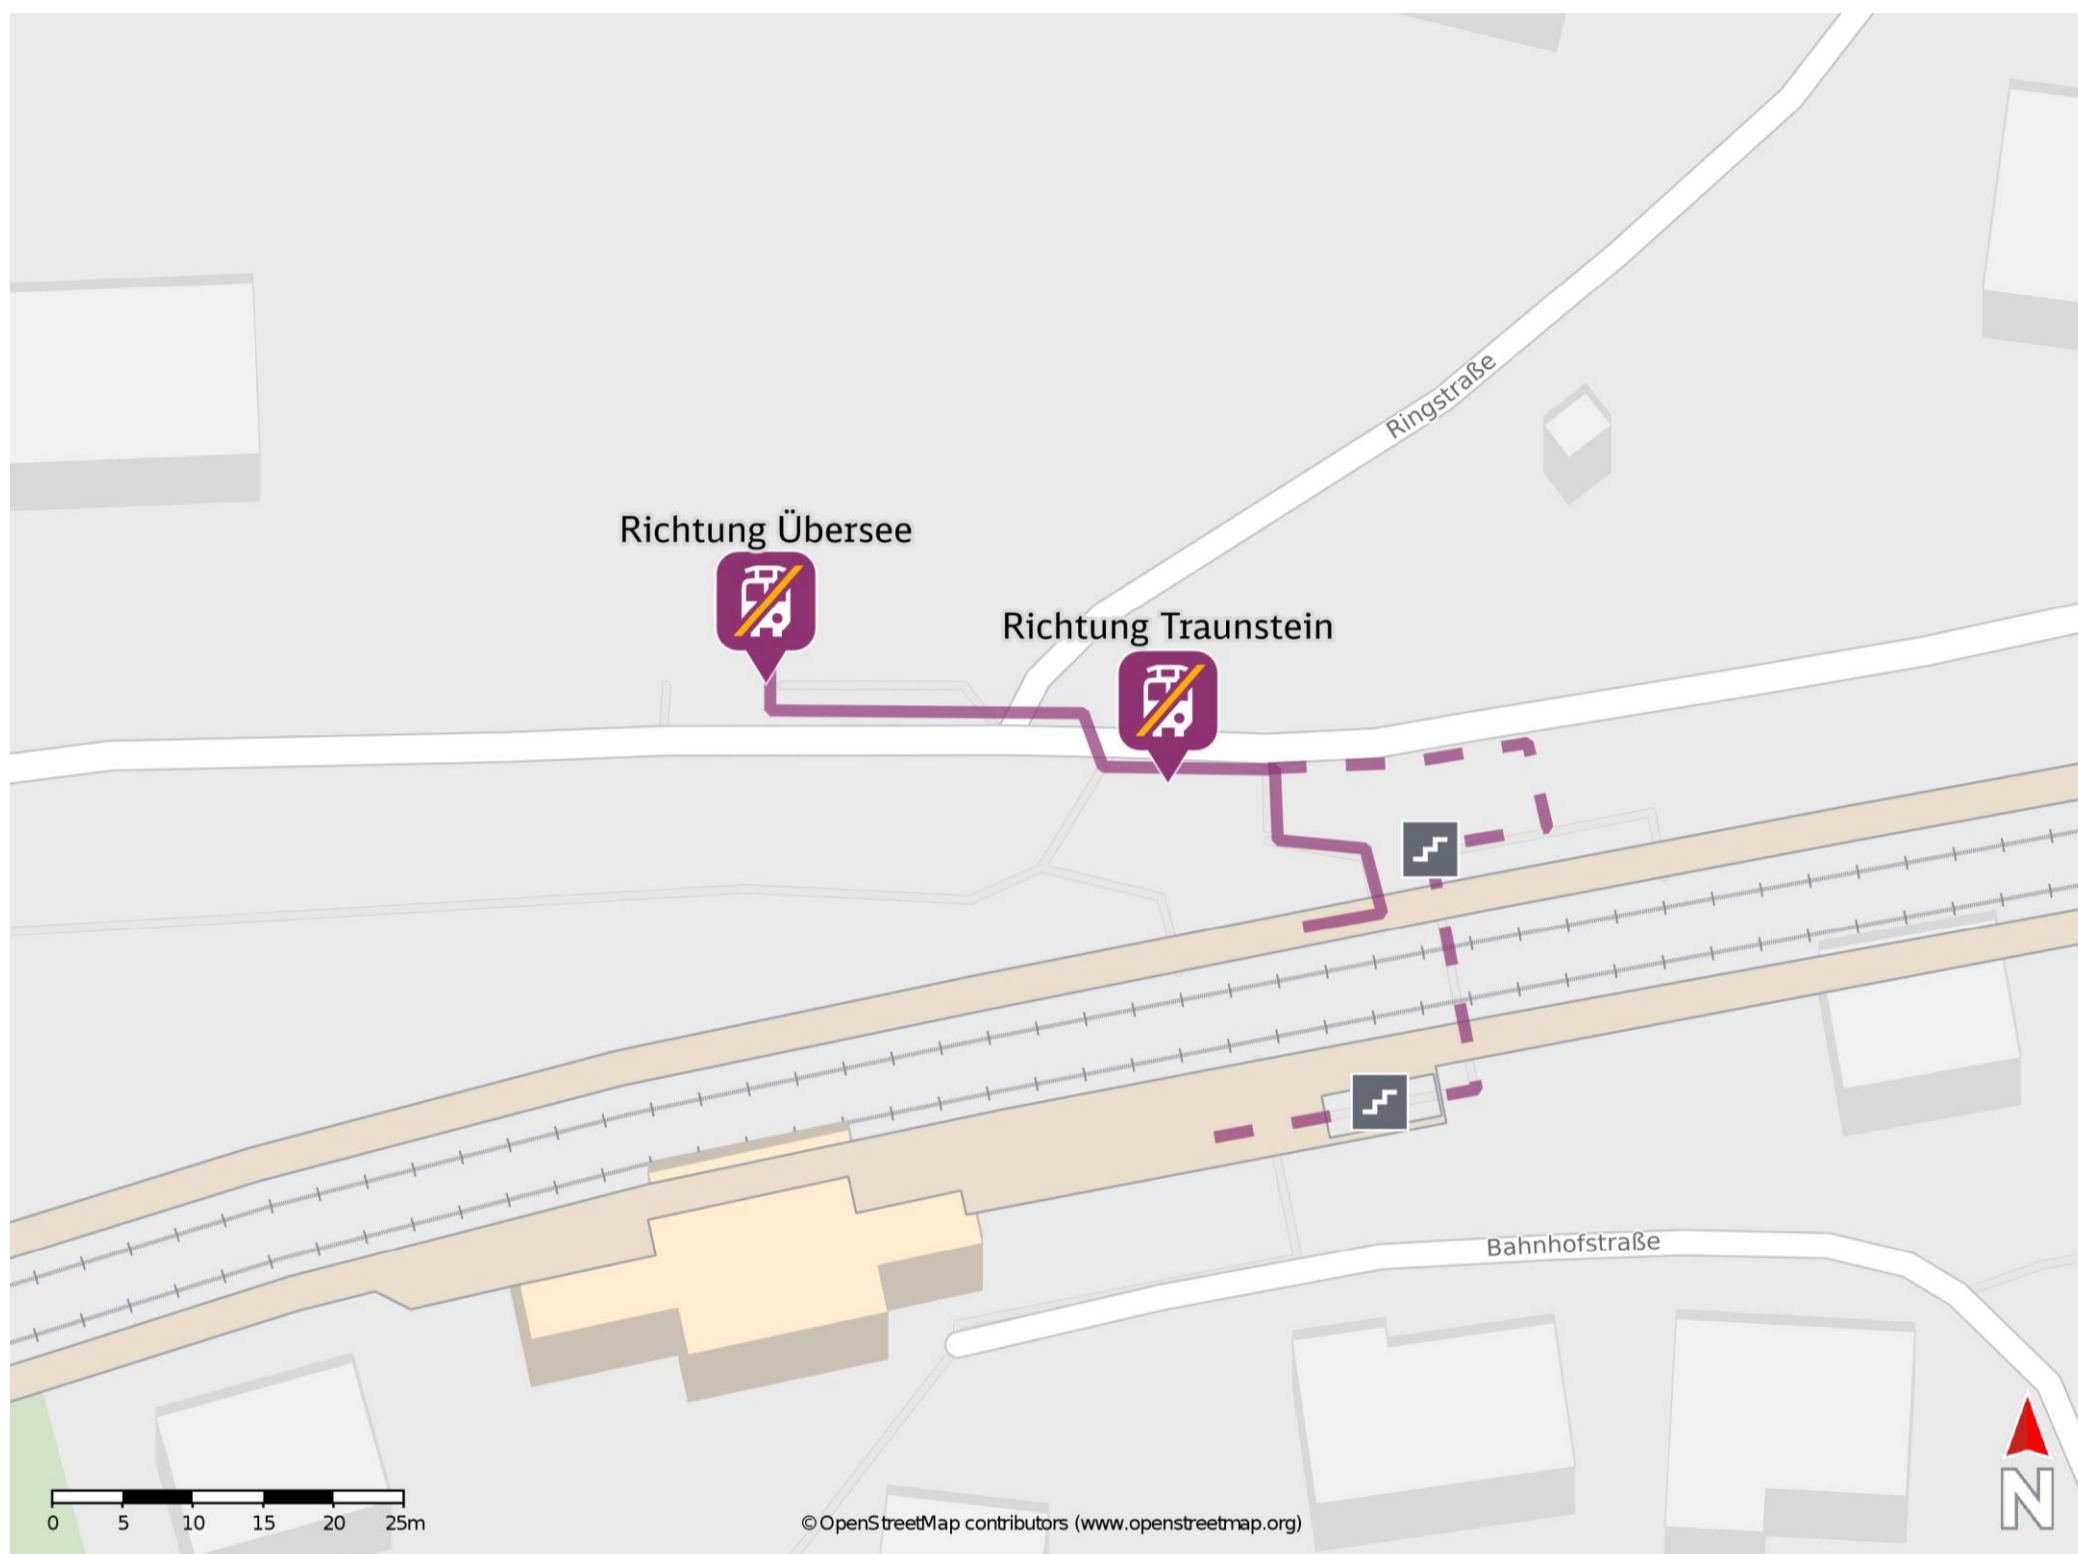 Ringstraße
Richtung Übersee
Richtung Traunstein
Bahnhofstraße
0 5 10 15 20 25m
©OpenStreetMap contributors (www.openstreetmap.org)
N